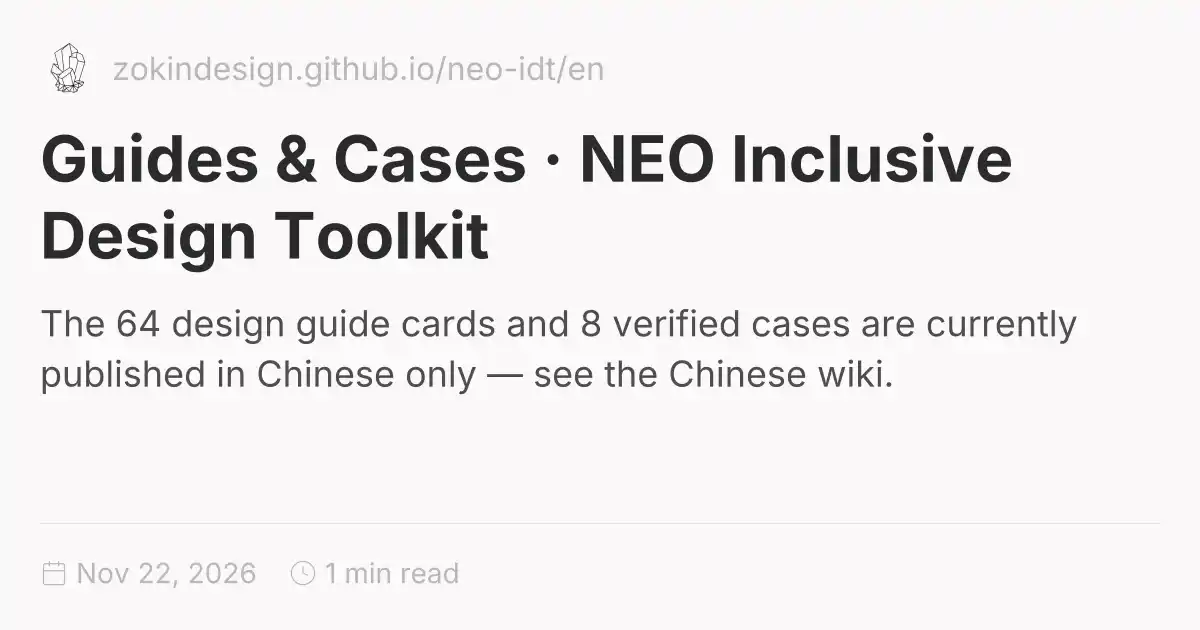 zokindesign.github.io/neo-idt/en
Guides & Cases · NEO Inclusive
Design Toolkit
The 64 design guide cards and 8 verified cases are currently
published in Chinese only — see the Chinese wiki.
Nov 22, 2026 1 min read